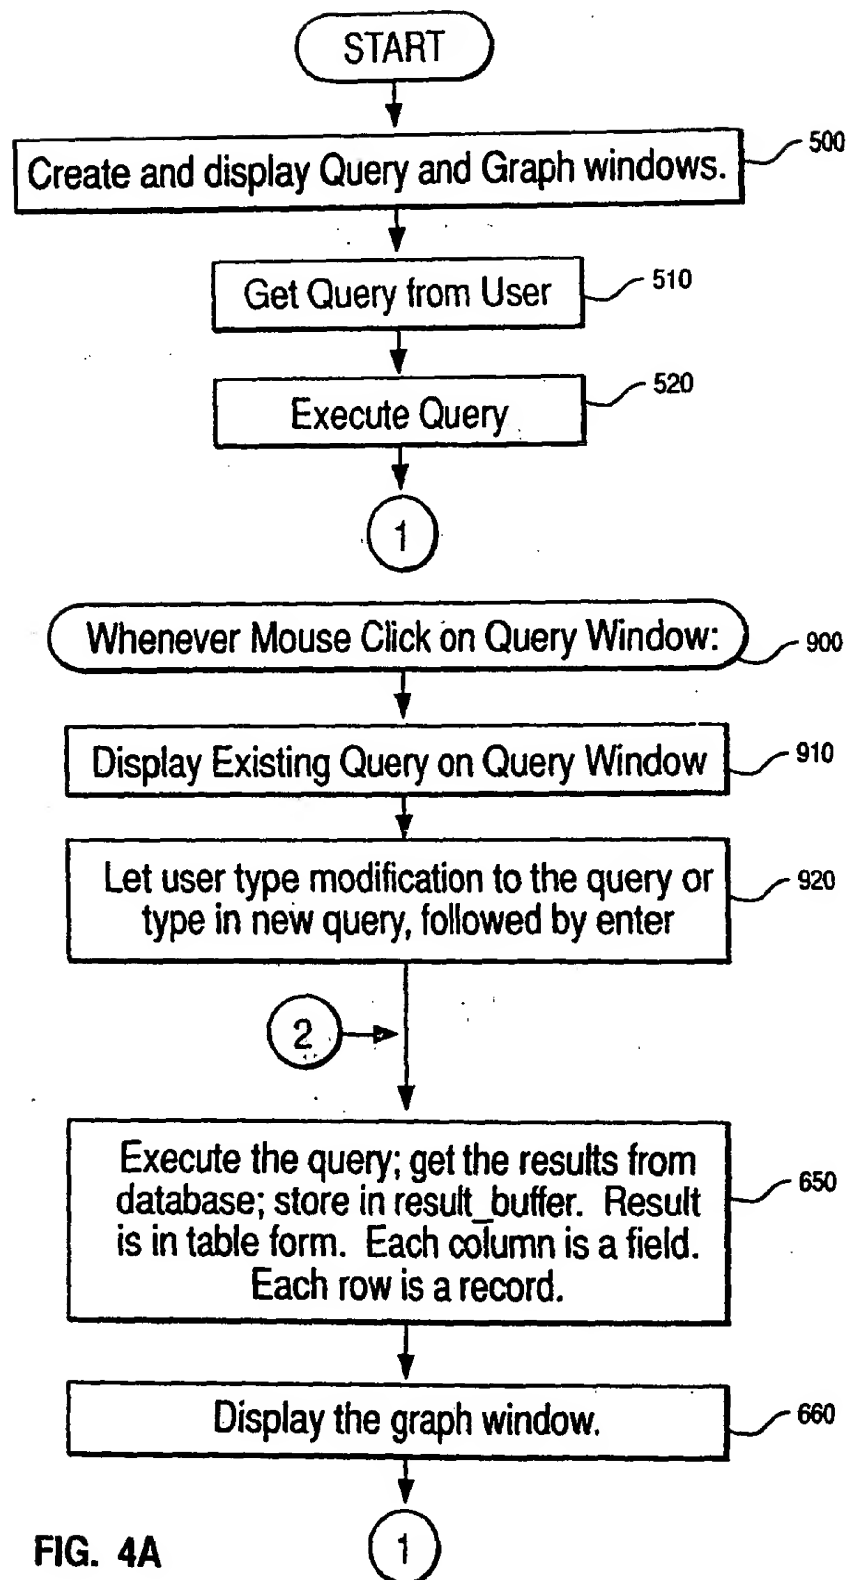 START
Create and display Query and Graph windows.
500
Get Query from User
510
Execute Query
520
1
Whenever Mouse Click on Query Window:
900
Display Existing Query on Query Window
910
Let user type modification to the query or
type in new query, followed by enter
920
2
Execute the query; get the results from
database; store in result_buffer. Result
is in table form. Each column is a field.
Each row is a record.
650
Display the graph window.
660
1
FIG. 4A